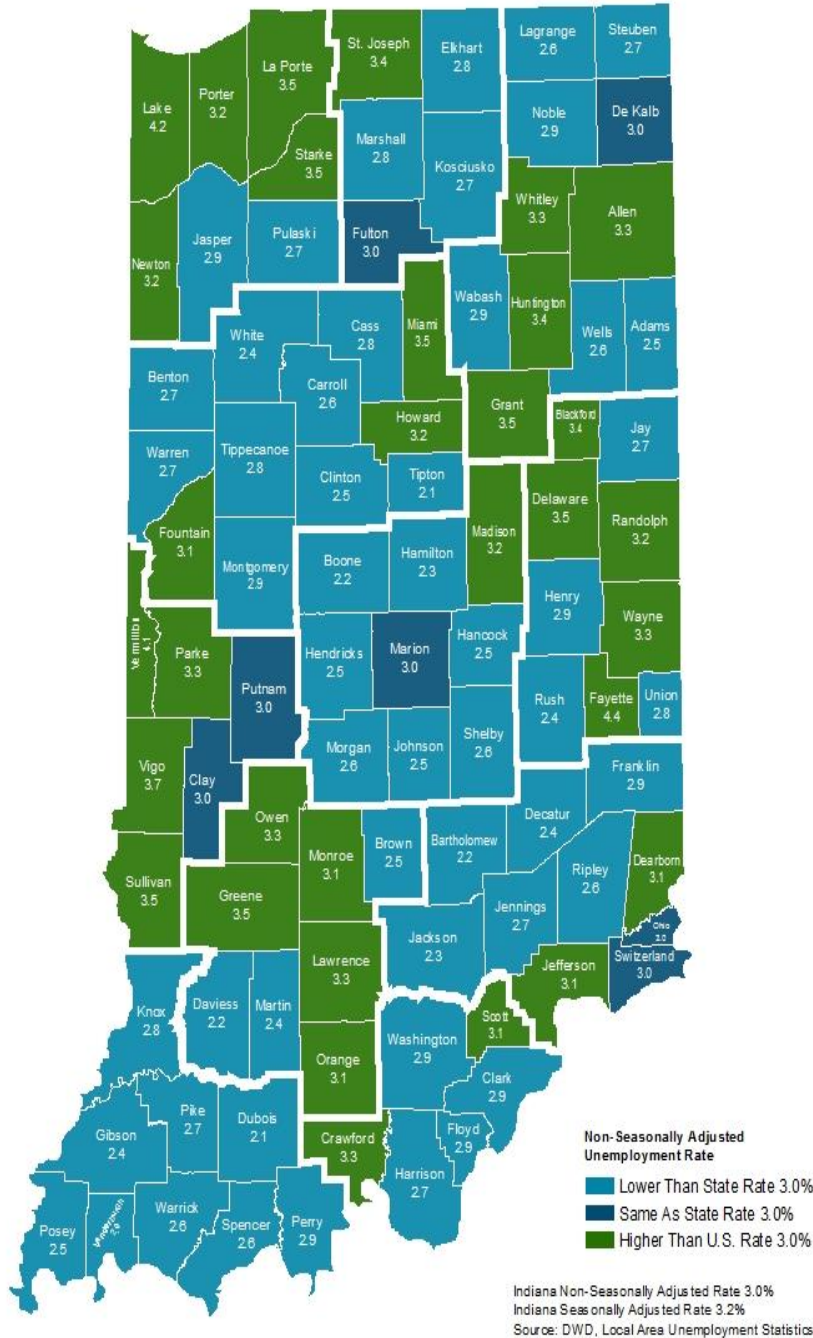 St. Joseph
3.4
Elkhart
2.8
Lagrange
2.6
Steuben
2.7
La Porte
3.5
Porter
3.2
Lake
4.2
Noble
2.9
De Kalb
3.0
Marshall
2.8
Starke
3.5
Kosciusko
2.7
Whitley
3.3
Allen
3.3
Newton
3.2
Jasper
2.9
Pulaski
2.7
Fulton
3.0
Wabash
2.9
Huntington
3.4
Wells
2.6
Adams
2.5
White
2.4
Cass
2.8
Miami
3.5
Benton
2.7
Carroll
2.6
Howard
3.2
Grant
3.5
Blackford
3.4
Jay
2.7
Warren
2.7
Tippecanoe
2.8
Clinton
2.5
Tipton
2.1
Delaware
3.5
Randolph
3.2
Fountain
3.1
Madison
3.2
Montgomery
2.9
Boone
2.2
Hamilton
2.3
Henry
2.9
Wayne
3.3
Vermillion
4.1
Parke
3.3
Putnam
3.0
Hendricks
2.5
Marion
3.0
Hancock
2.5
Rush
2.4
Fayette
4.4
Union
2.8
Vigo
3.7
Clay
3.0
Morgan
2.6
Johnson
2.5
Shelby
2.6
Franklin
2.9
Owen
3.3
Decatur
2.4
Sullivan
3.5
Greene
3.5
Monroe
3.1
Brown
2.5
Bartholomew
2.2
Ripley
2.6
Dearborn
3.1
Jennings
2.7
Ohio
3.0
Jackson
2.3
Switzerland
3.0
Lawrence
3.3
Jefferson
3.1
Knox
2.8
Daviess
2.2
Martin
2.4
Scott
3.1
Washington
2.9
Orange
3.1
Clark
2.9
Gibson
2.4
Pike
2.7
Dubois
2.1
Crawford
3.3
Floyd
2.9
Harrison
2.7
Posey
2.5
Warrick
2.6
Spencer
2.6
Perry
2.9
Non-Seasonally Adjusted
Unemployment Rate
Lower Than State Rate 3.0%
Same As State Rate 3.0%
Higher Than U.S. Rate 3.0%
Indiana Non-Seasonally Adjusted Rate 3.0%
Indiana Seasonally Adjusted Rate 3.2%
Source: DWD, Local Area Unemployment Statistics